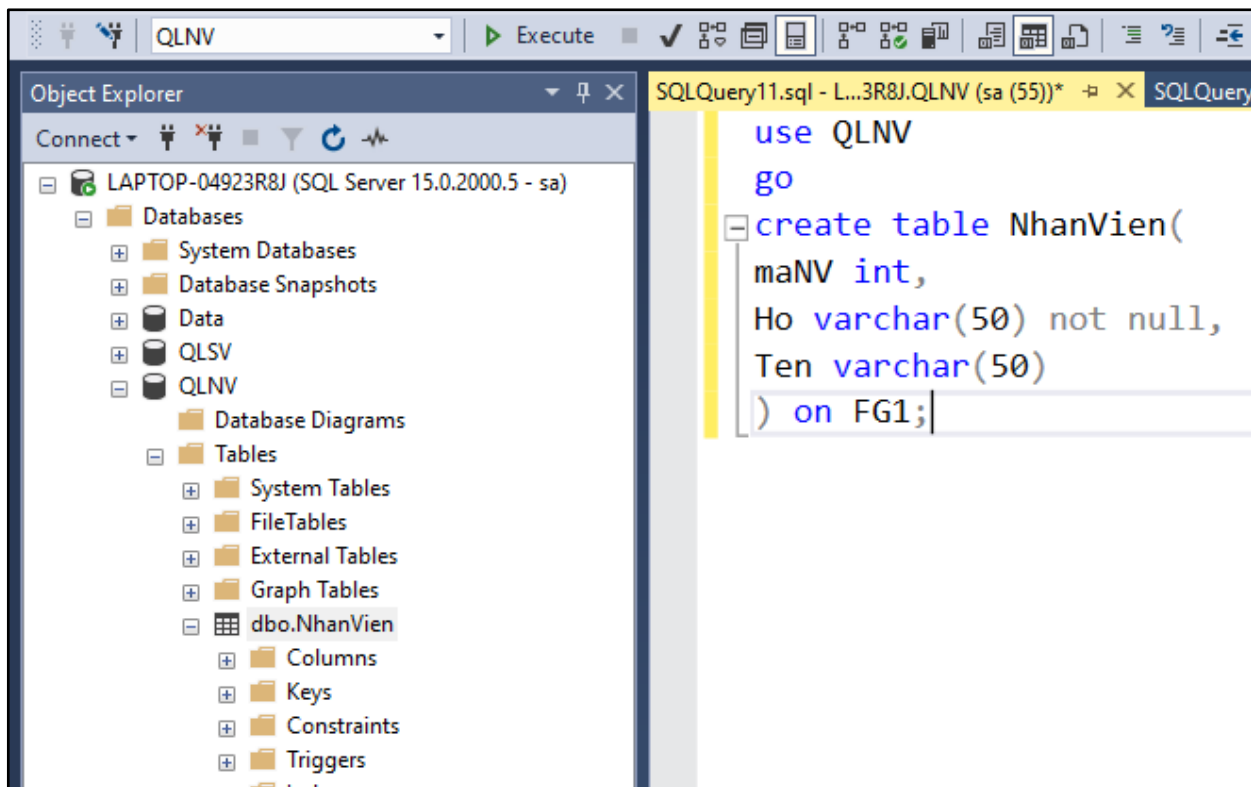 QLNV Execute
Object Explorer
Connect
LAPTOP-04923R8J (SQL Server 15.0.2000.5 - sa)
Databases
System Databases
Database Snapshots
Data
QLSV
QLNV
Database Diagrams
Tables
System Tables
FileTables
External Tables
Graph Tables
dbo.NhanVien
Columns
Keys
Constraints
Triggers
SQLQuery11.sql - L...3R8J.QLNV (sa (55))* SQLQuery
use QLNV
go
create table NhanVien(
maNV int,
Ho varchar(50) not null,
Ten varchar(50)
) on FG1;